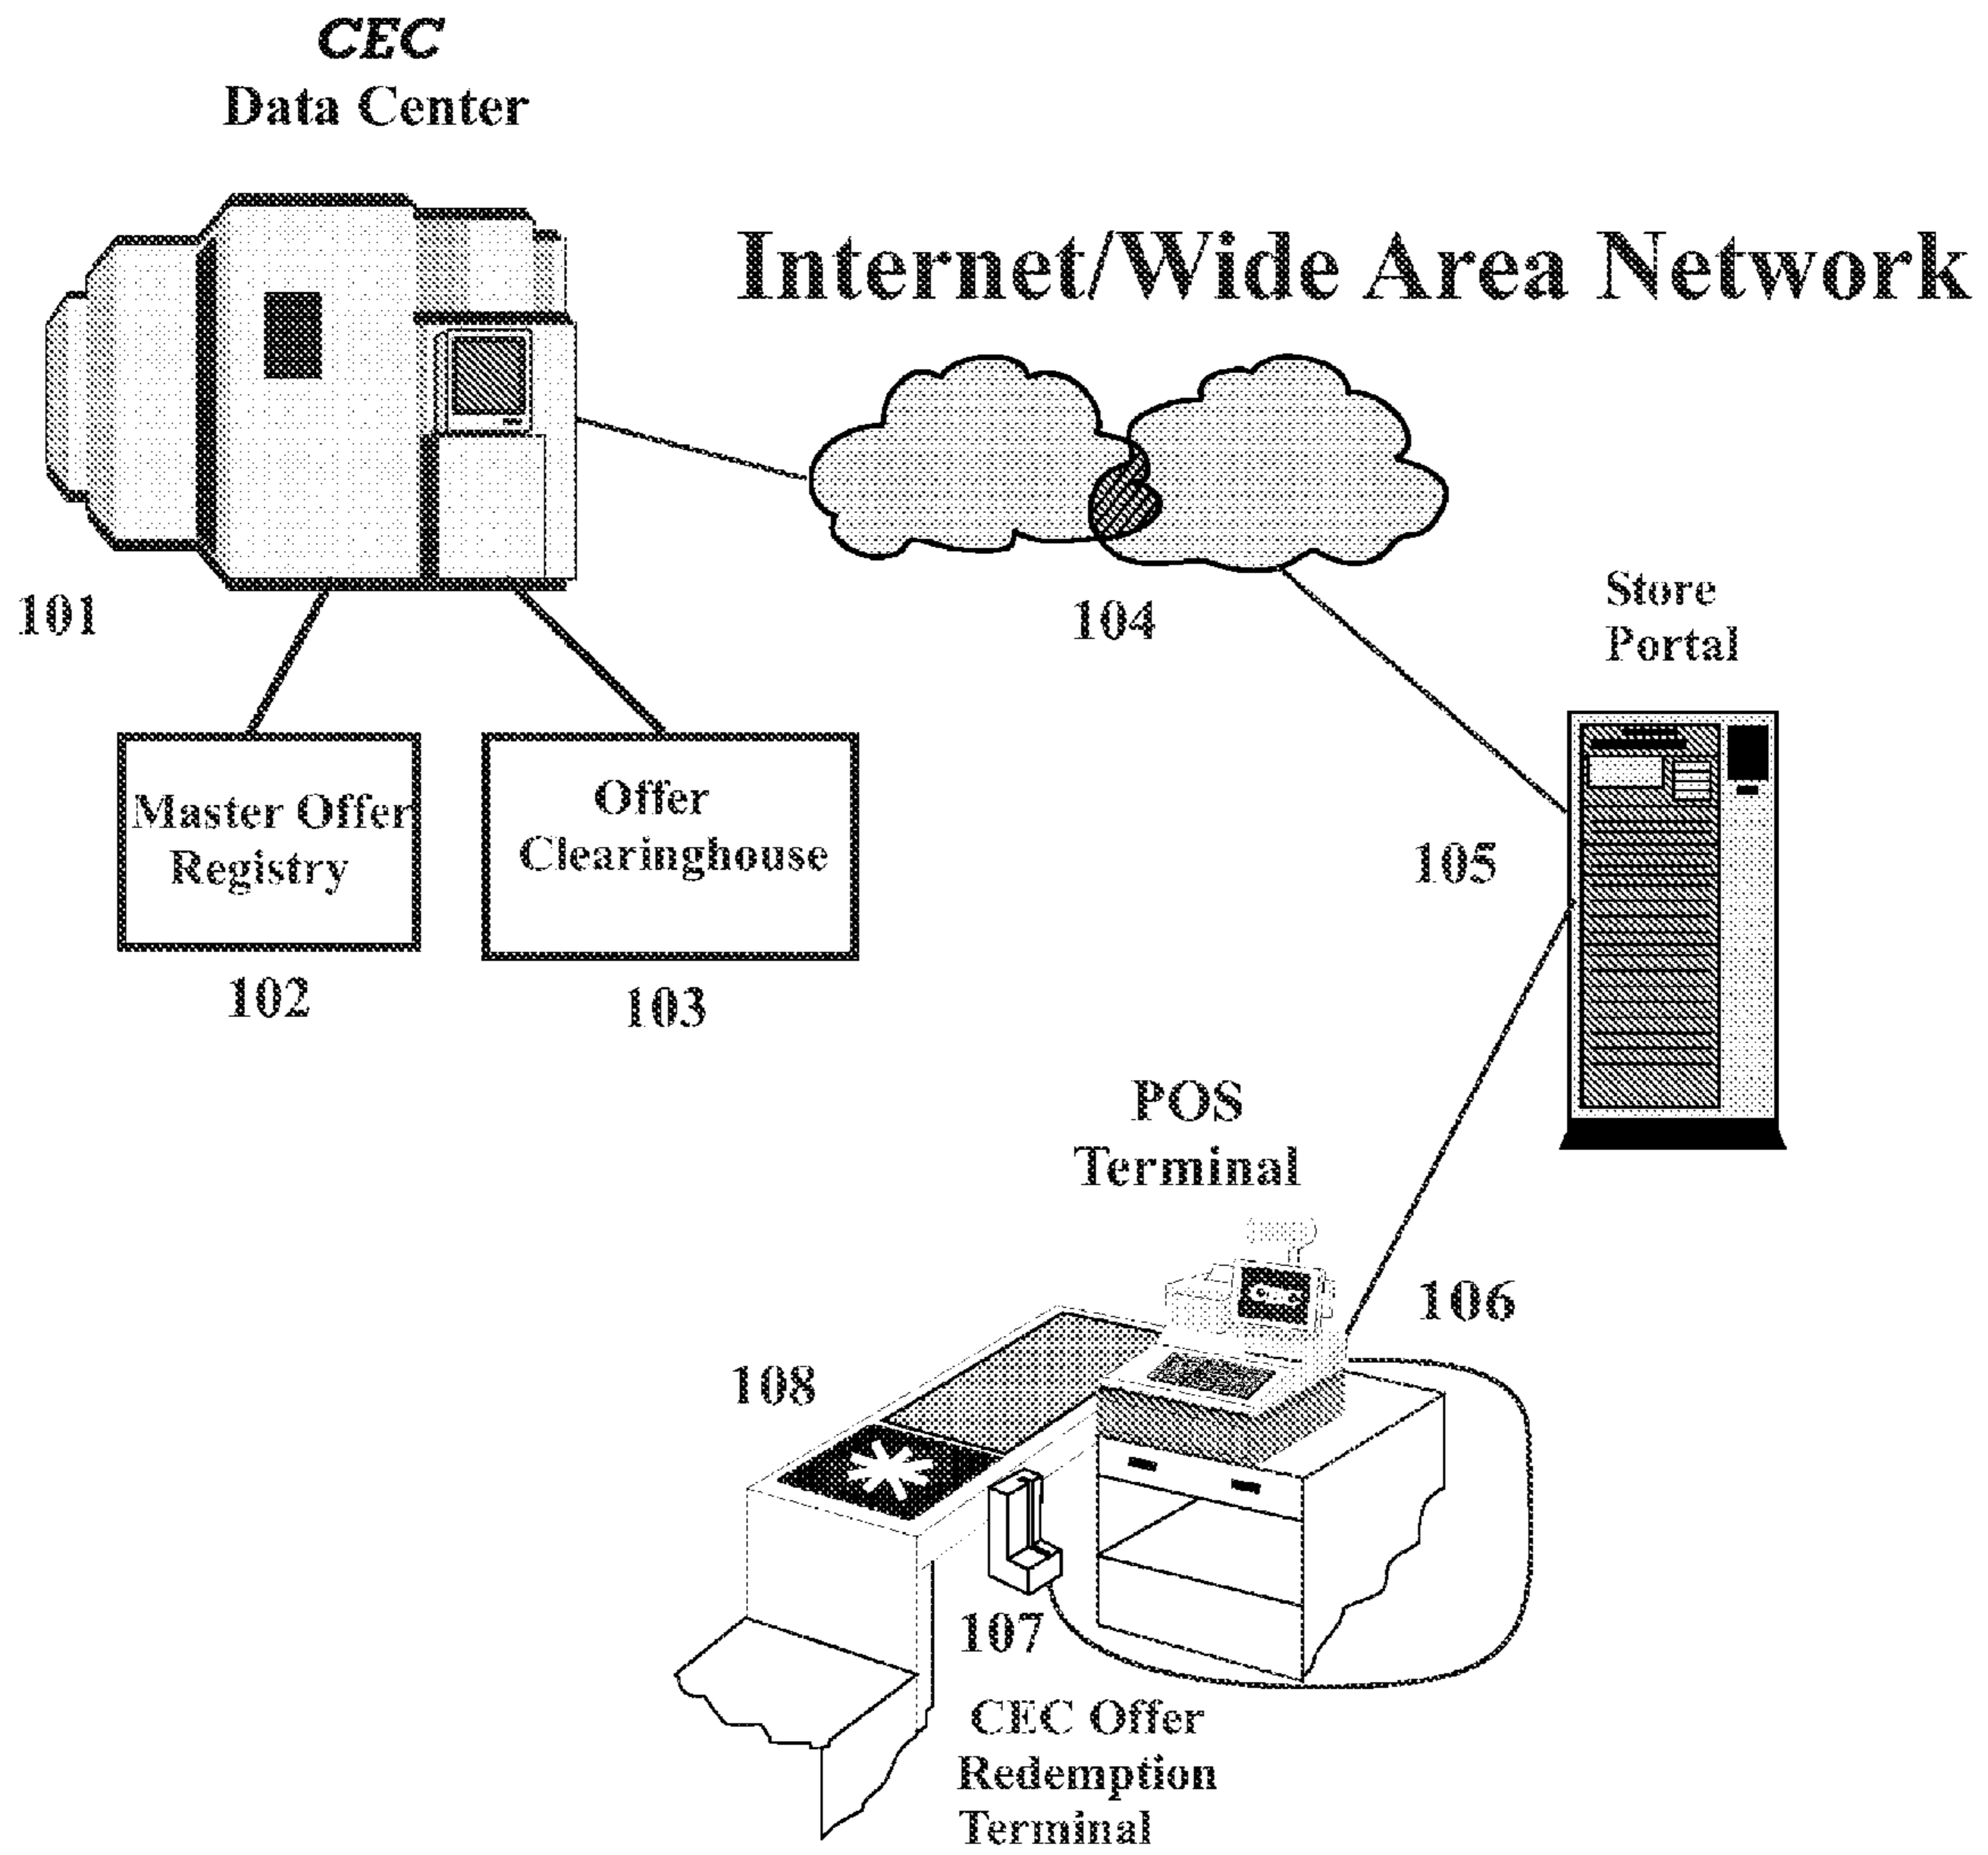 CEC
Data Center
Internet/Wide Area Network
101
104
Store
Portal
Master Offer
Registry
Offer
Clearinghouse
102
103
105
POS
Terminal
106
108
107
CEC Offer
Redemption
Terminal